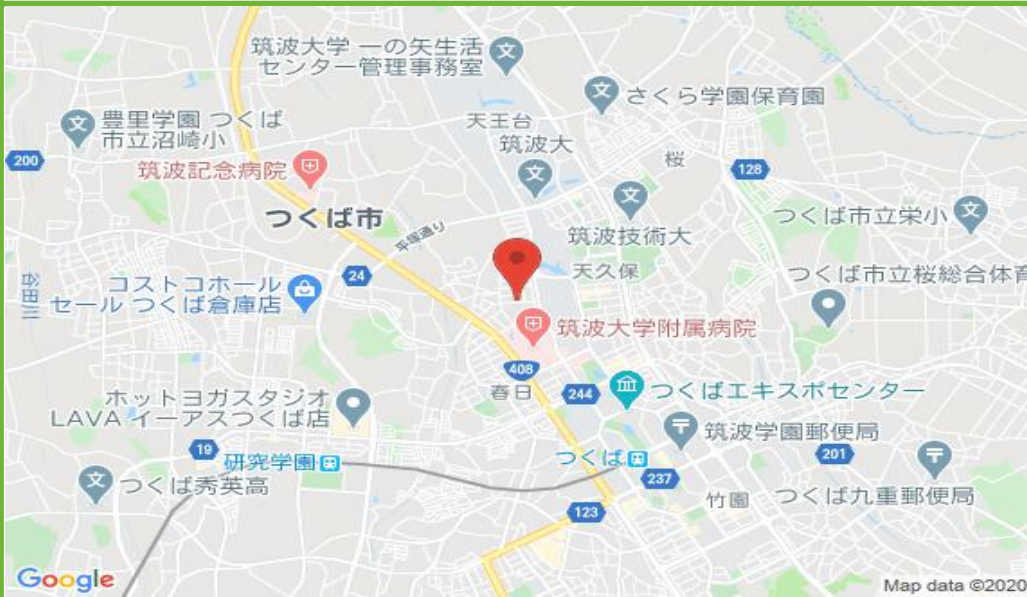 筑波大学 一の矢生活
センター管理事務室
さくら学園保育園
豊里学園 つくば
市立沼崎小
天王台
筑波大
桜
200
筑波記念病院
128
つくば市
平塚通り
つくば市立栄小
筑波技術大
谷田川
コストコホール
セール つくば倉庫店
24
天久保
つくば市立桜総合体育
筑波大学附属病院
408
春日
244
つくばエキスポセンター
ホットヨガスタジオ
LAVA イーアスつくば店
筑波学園郵便局
19
研究学園
つくば
201
237
つくば秀英高
竹園
つくば九重郵便局
123
Google
Map data ©2020